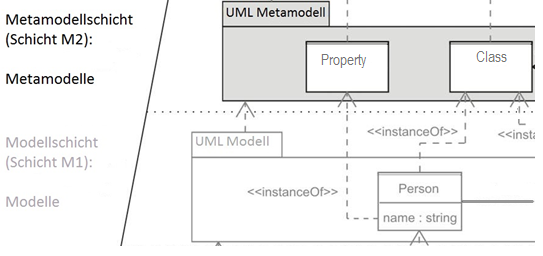 Metamodellschicht
(Schicht M2):
Metamodelle
UML Metamodell
Property
Class
Modellschicht
(Schicht M1):
Modelle
UML Modell
<<instanceOf>>
<<insta
<<instanceOf>>
Person
name : string